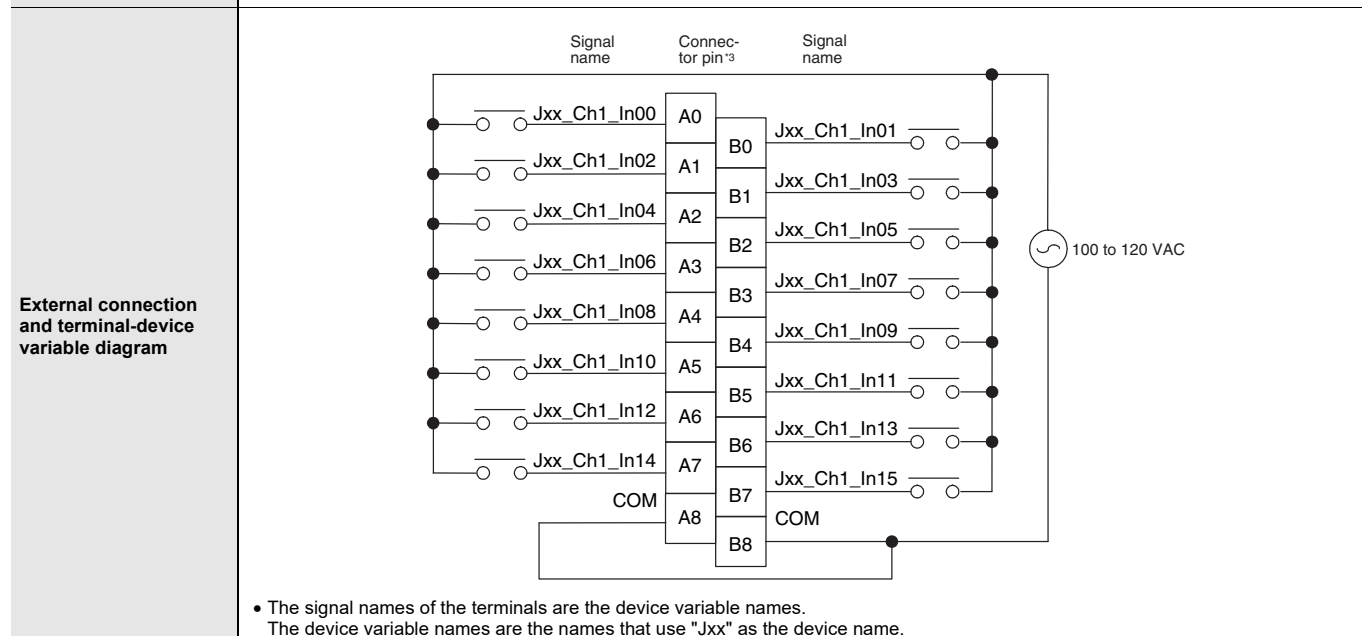 External connection
and terminal-device
variable diagram
Signal
name
Connec-
tor pin*3
Signal
name
Jxx_Ch1_In00
A0
B0
Jxx_Ch1_In01
Jxx_Ch1_In02
A1
B1
Jxx_Ch1_In03
Jxx_Ch1_In04
A2
B2
Jxx_Ch1_In05
Jxx_Ch1_In06
A3
B3
Jxx_Ch1_In07
Jxx_Ch1_In08
A4
B4
Jxx_Ch1_In09
Jxx_Ch1_In10
A5
B5
Jxx_Ch1_In11
Jxx_Ch1_In12
A6
B6
Jxx_Ch1_In13
Jxx_Ch1_In14
A7
B7
Jxx_Ch1_In15
COM
A8
B8
COM
100 to 120 VAC
• The signal names of the terminals are the device variable names.
The device variable names are the names that use "Jxx" as the device name.